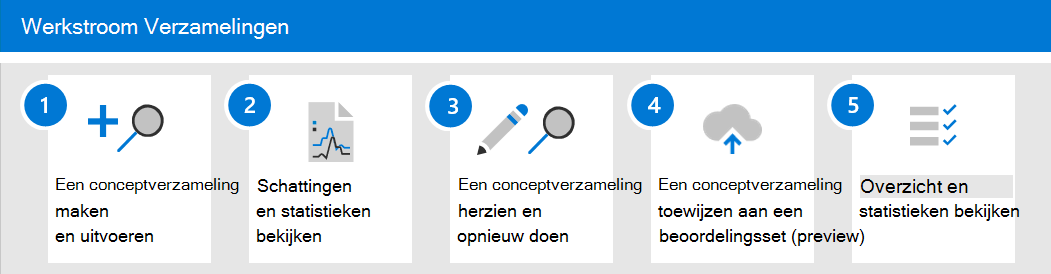 Werkstroom Verzamelingen
1
Een conceptverzameling
maken
en uitvoeren
2
Schattingen
en statistieken
bekijken
3
Een conceptverzameling
herzien en
opnieuw doen
4
Een conceptverzameling
toewijzen aan een
beoordelingsset (preview)
5
Overzicht en
statistieken bekijken